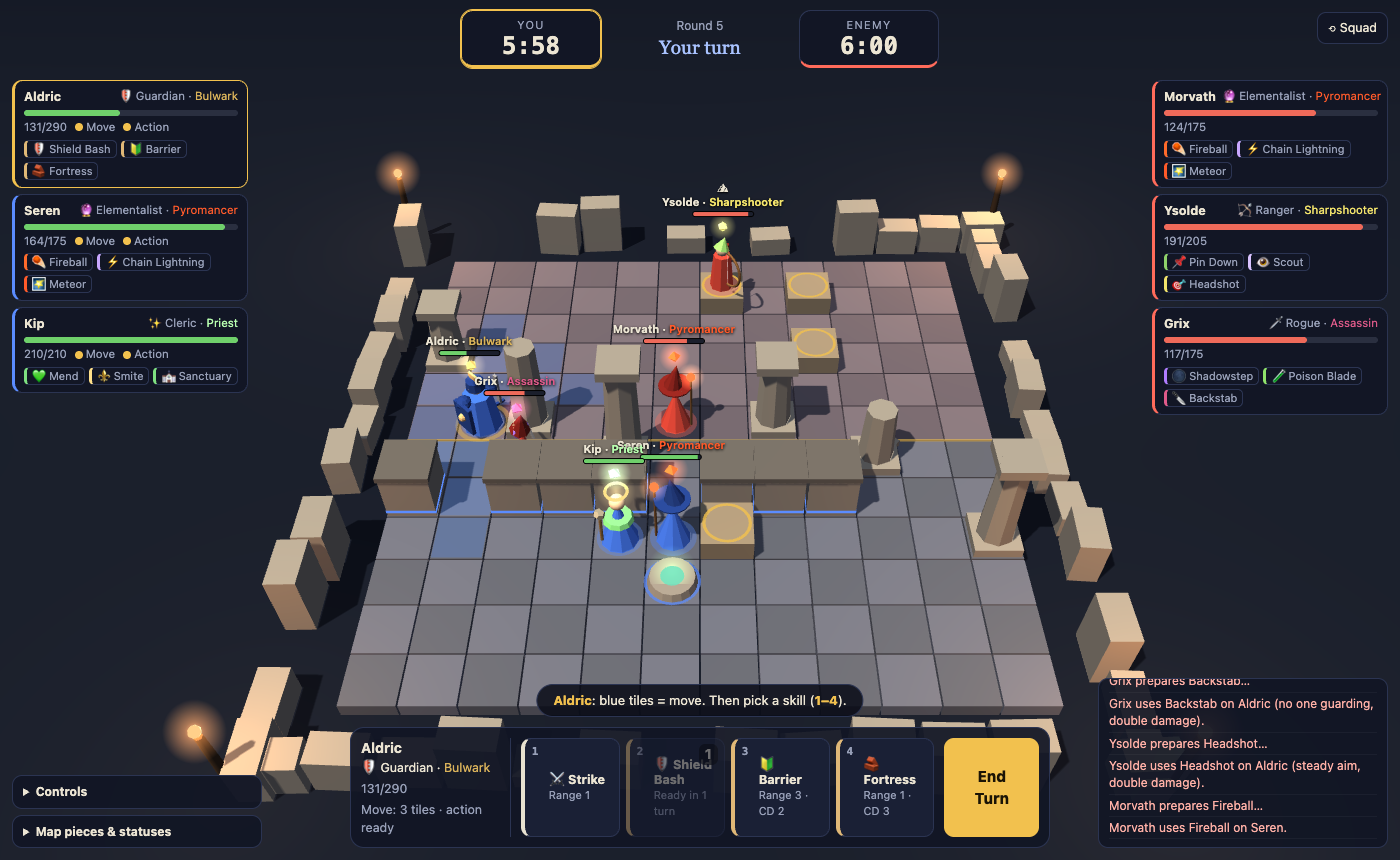 YOU
5:58
Round 5
Your turn
ENEMY
6:00
⟲ Squad
Aldric
Guardian · Bulwark
131/290 Move Action
Shield Bash Barrier
Fortress
Seren
Elementalist · Pyromancer
164/175 Move Action
Fireball Chain Lightning
Meteor
Kip
Cleric · Priest
210/210 Move Action
Mend Smite Sanctuary
Morvath
Elementalist · Pyromancer
124/175
Fireball Chain Lightning
Meteor
Ysolde
Ranger · Sharpshooter
191/205
Pin Down Scout
Headshot
Grix
Rogue · Assassin
117/175
Shadowstep Poison Blade
Backstab
Ysolde · Sharpshooter
Morvath · Pyromancer
Aldric · Bulwark
Grix · Assassin
Seren · Pyromancer
Kip · Priest
Aldric: blue tiles = move. Then pick a skill (1–4).
Aldric
Guardian · Bulwark
131/290
Move: 3 tiles · action
ready
1
Strike
Range 1
2
1
Shield
Bash
Ready in 1
turn
3
Barrier
Range 3 ·
CD 2
4
Fortress
Range 1 ·
CD 3
End
Turn
Controls
Map pieces & statuses
Grix prepares Backstab...
Grix uses Backstab on Aldric (no one guarding,
double damage).
Ysolde prepares Headshot...
Ysolde uses Headshot on Aldric (steady aim,
double damage).
Morvath prepares Fireball...
Morvath uses Fireball on Seren.